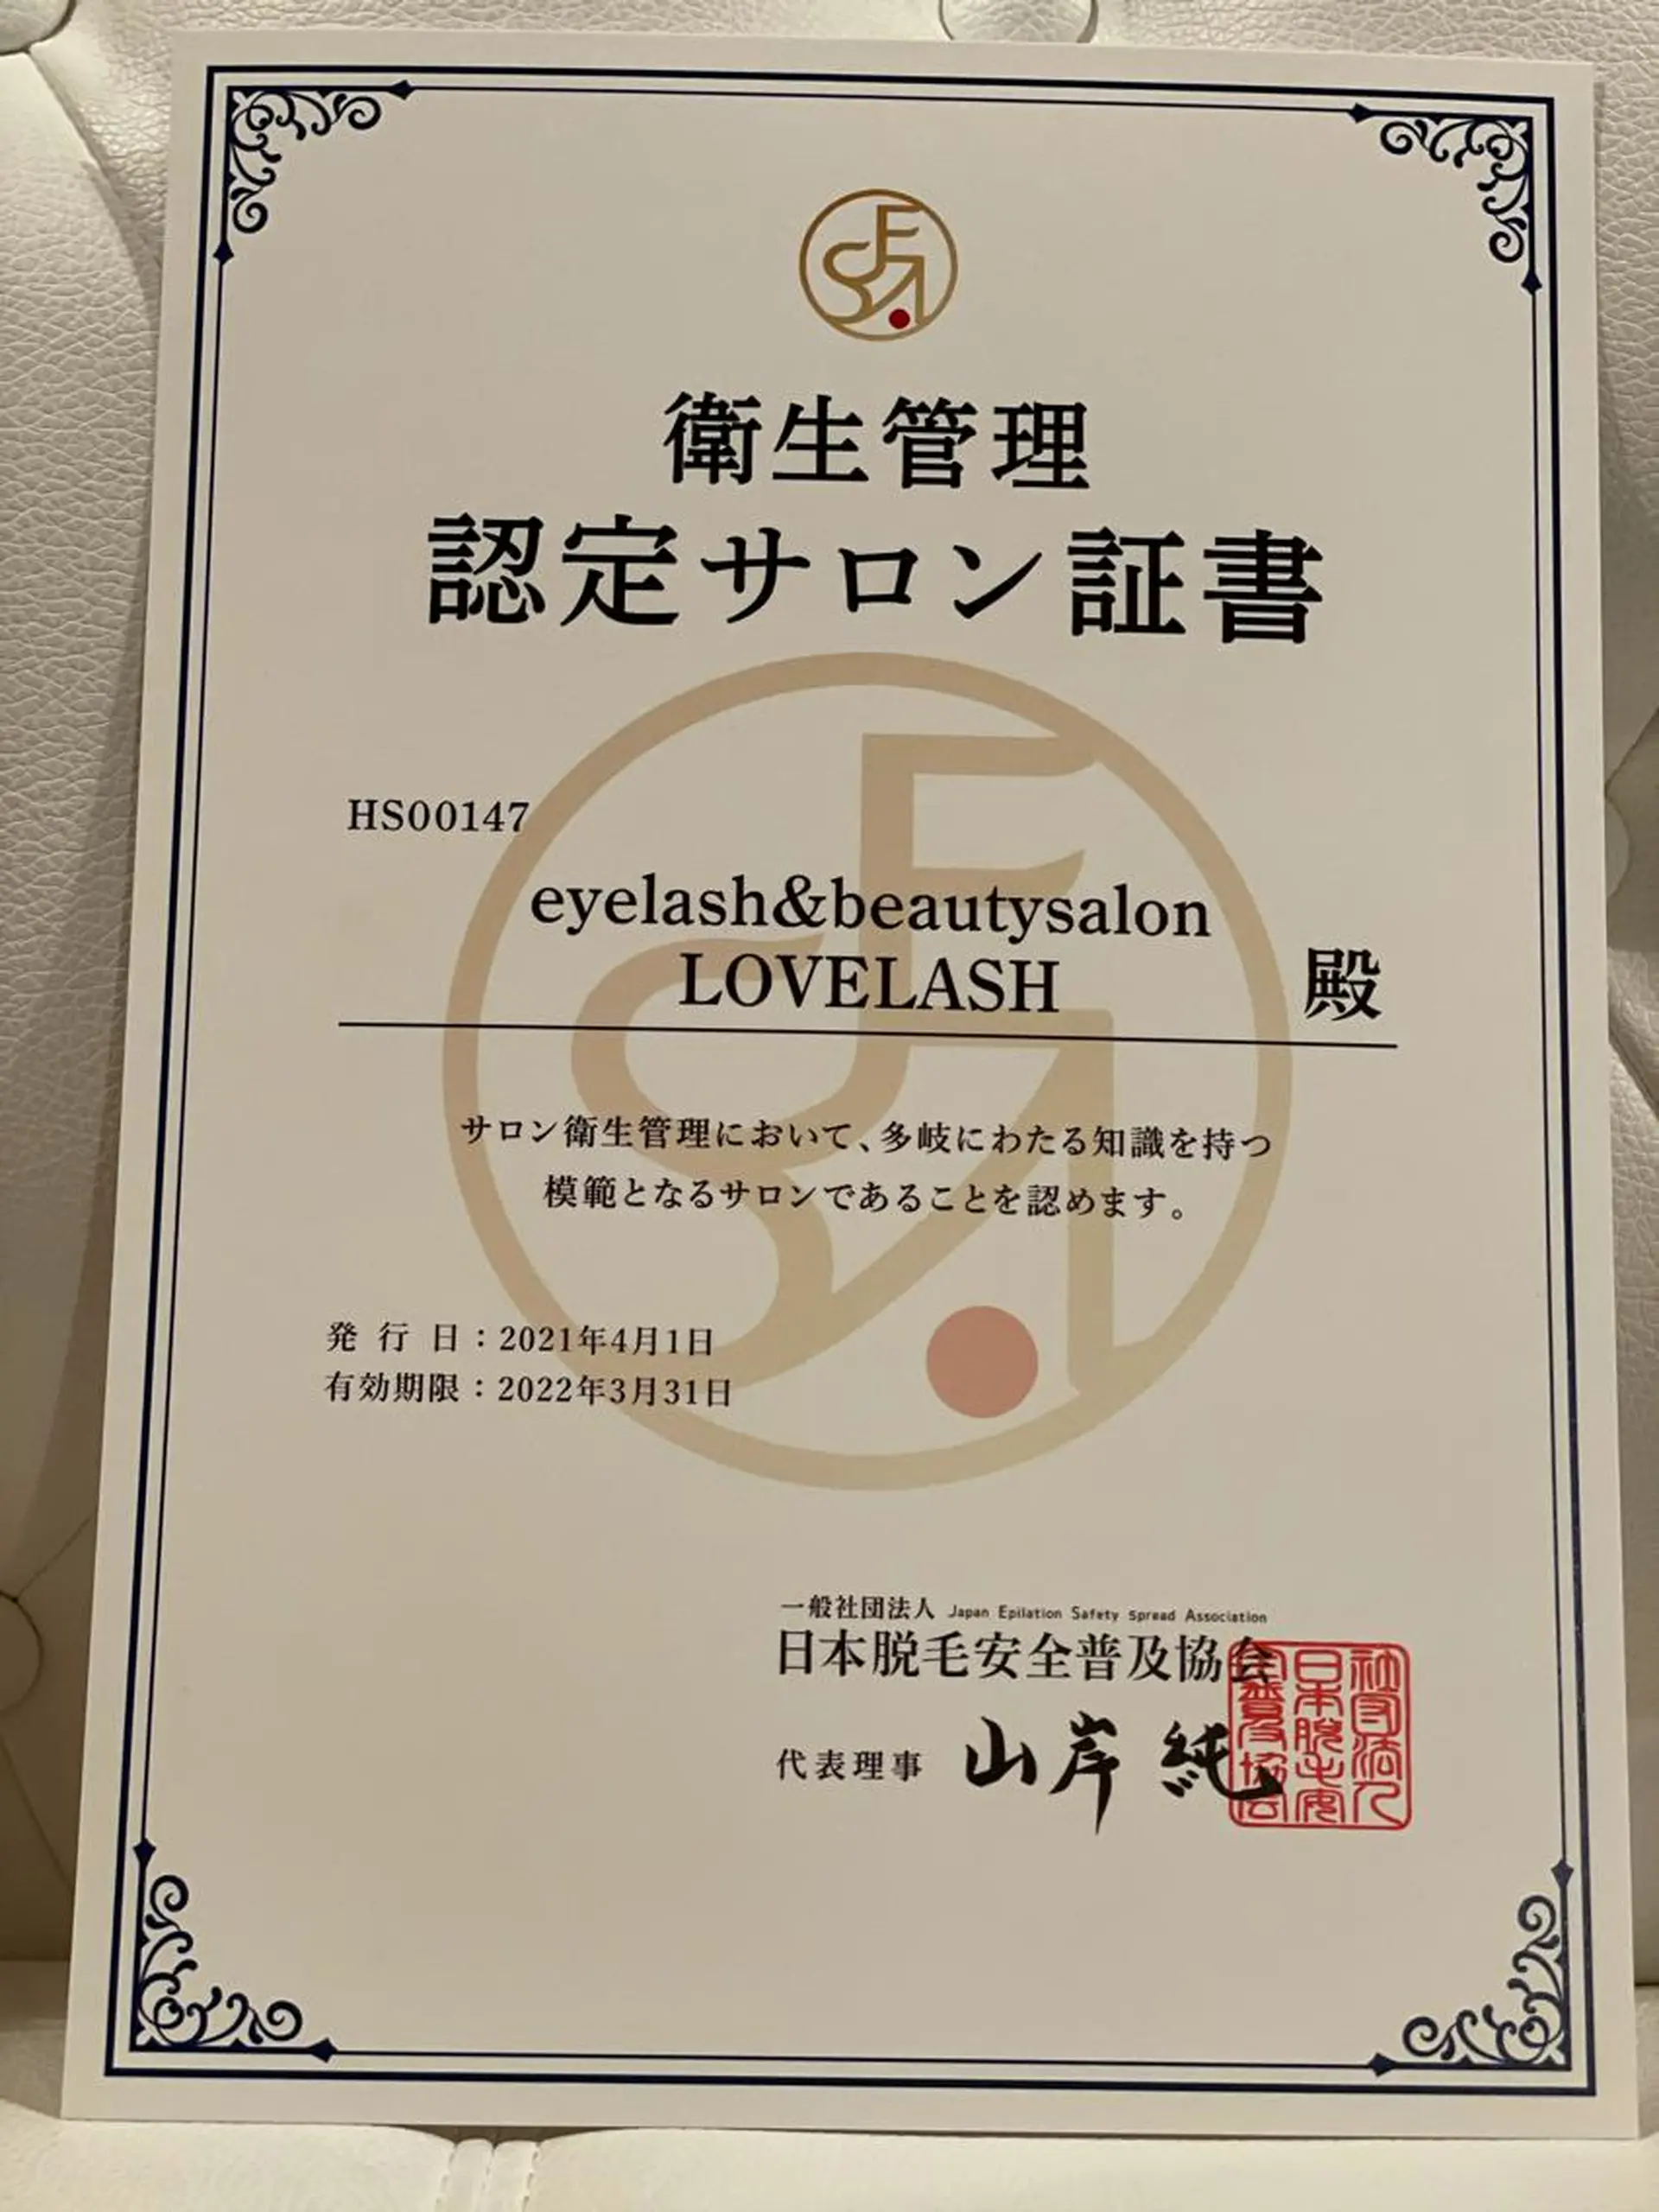 衛生管理
認定サロン証書
HS00147
eyelash&beautysalon
LOVELASH 殿
サロン衛生管理において、多岐にわたる知識を持つ
模範となるサロンであることを認めます。
発行日：2021年4月1日
有効期限：2022年3月31日
一般社団法人 Japan Epilation Safety Spread Association
日本脱毛安全普及協会
代表理事 山岸 純